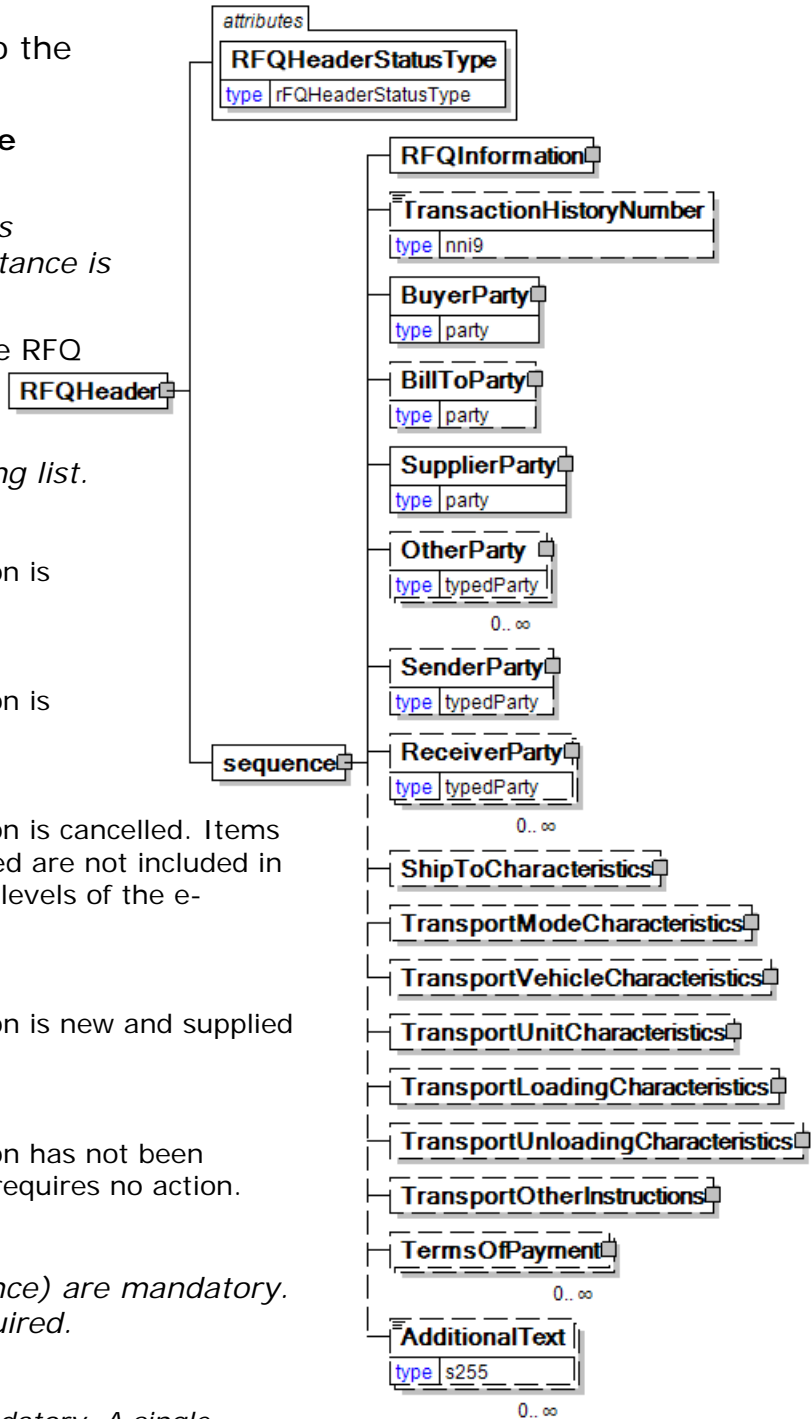 o the
e
s
tance is
e RFQ
ng list.
on is
on is
on is cancelled. Items
ed are not included in
levels of the e-
on is new and supplied
on has not been
requires no action.
nce) are mandatory.
uired.
datory. A single
RFQHeader
attributes
RFQHeaderStatusType
type rFQHeaderStatusType
sequence
RFQInformation
TransactionHistoryNumber
type nni9
BuyerParty
type party
BillToParty
type party
SupplierParty
type party
OtherParty
type typedParty
0.. ∞
SenderParty
type typedParty
ReceiverParty
type typedParty
0.. ∞
ShipToCharacteristics
TransportModeCharacteristics
TransportVehicleCharacteristics
TransportUnitCharacteristics
TransportLoadingCharacteristics
TransportUnloadingCharacteristics
TransportOtherInstructions
TermsOfPayment
0.. ∞
AdditionalText
type s255
0.. ∞